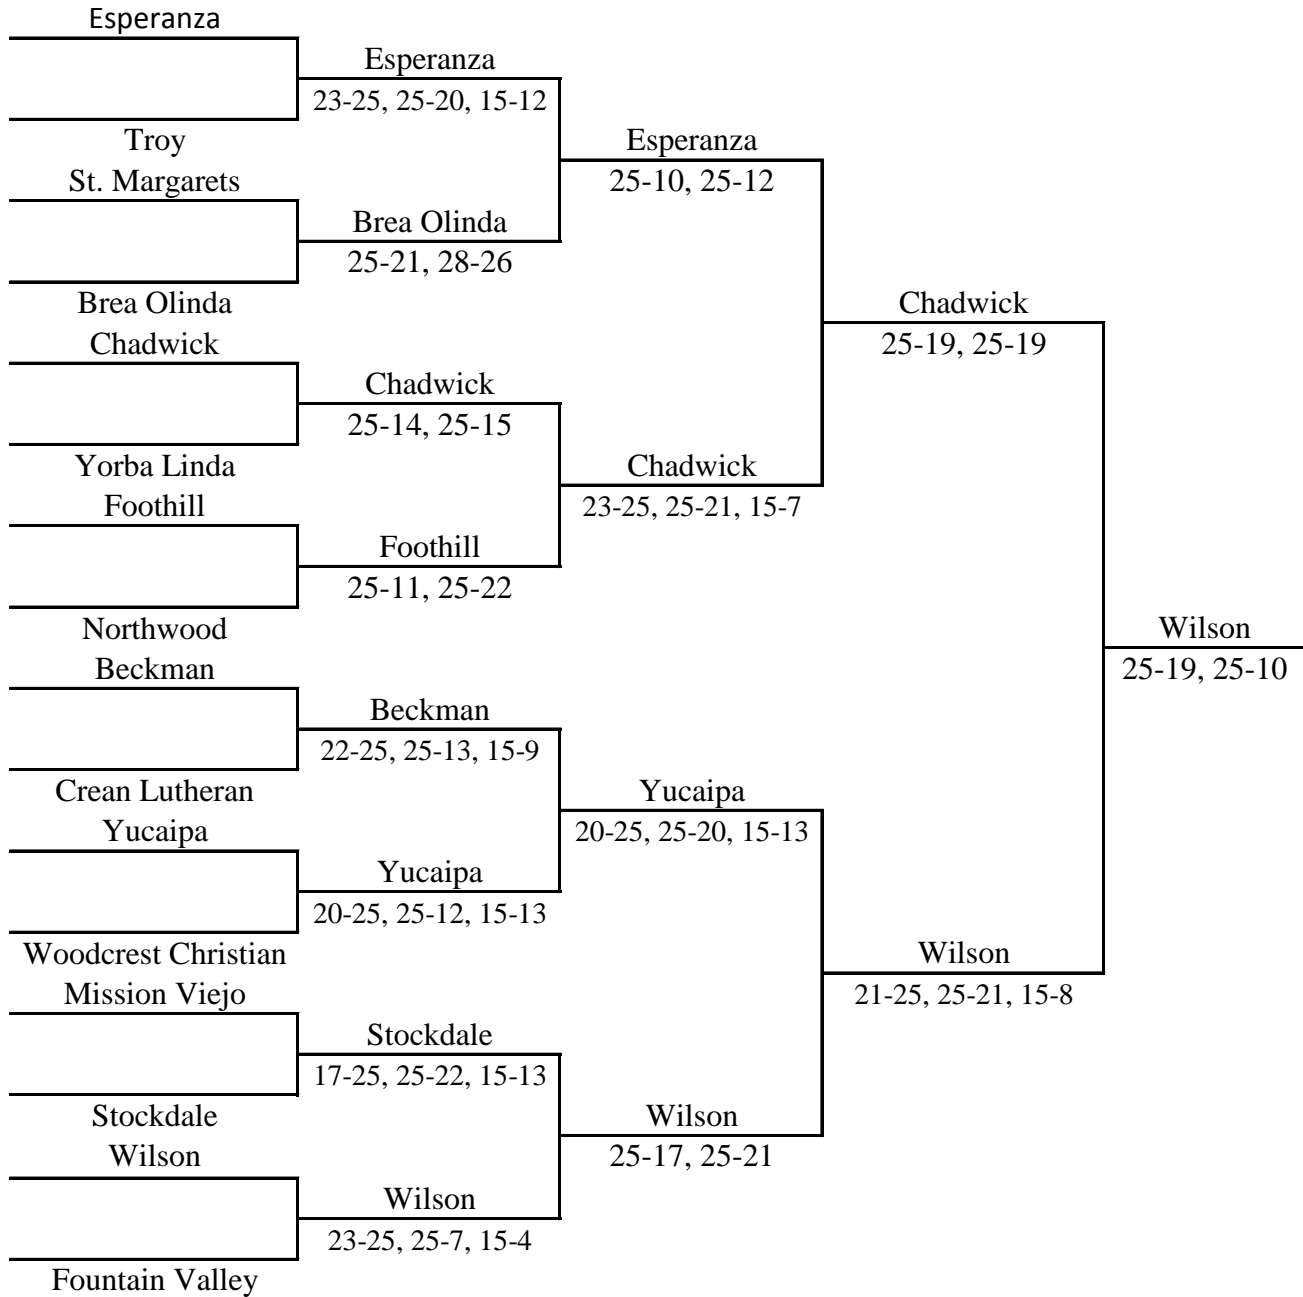 Esperanza
Esperanza
23-25, 25-20, 15-12
Troy
Esperanza
St. Margarets
25-10, 25-12
Brea Olinda
25-21, 28-26
Brea Olinda
Chadwick
Chadwick
25-19, 25-19
Chadwick
25-14, 25-15
Yorba Linda
Chadwick
Foothill
23-25, 25-21, 15-7
Foothill
25-11, 25-22
Northwood
Wilson
Beckman
25-19, 25-10
Beckman
22-25, 25-13, 15-9
Crean Lutheran
Yucaipa
Yucaipa
20-25, 25-20, 15-13
Yucaipa
20-25, 25-12, 15-13
Woodcrest Christian
Wilson
Mission Viejo
21-25, 25-21, 15-8
Stockdale
17-25, 25-22, 15-13
Stockdale
Wilson
Wilson
25-17, 25-21
Wilson
23-25, 25-7, 15-4
Fountain Valley